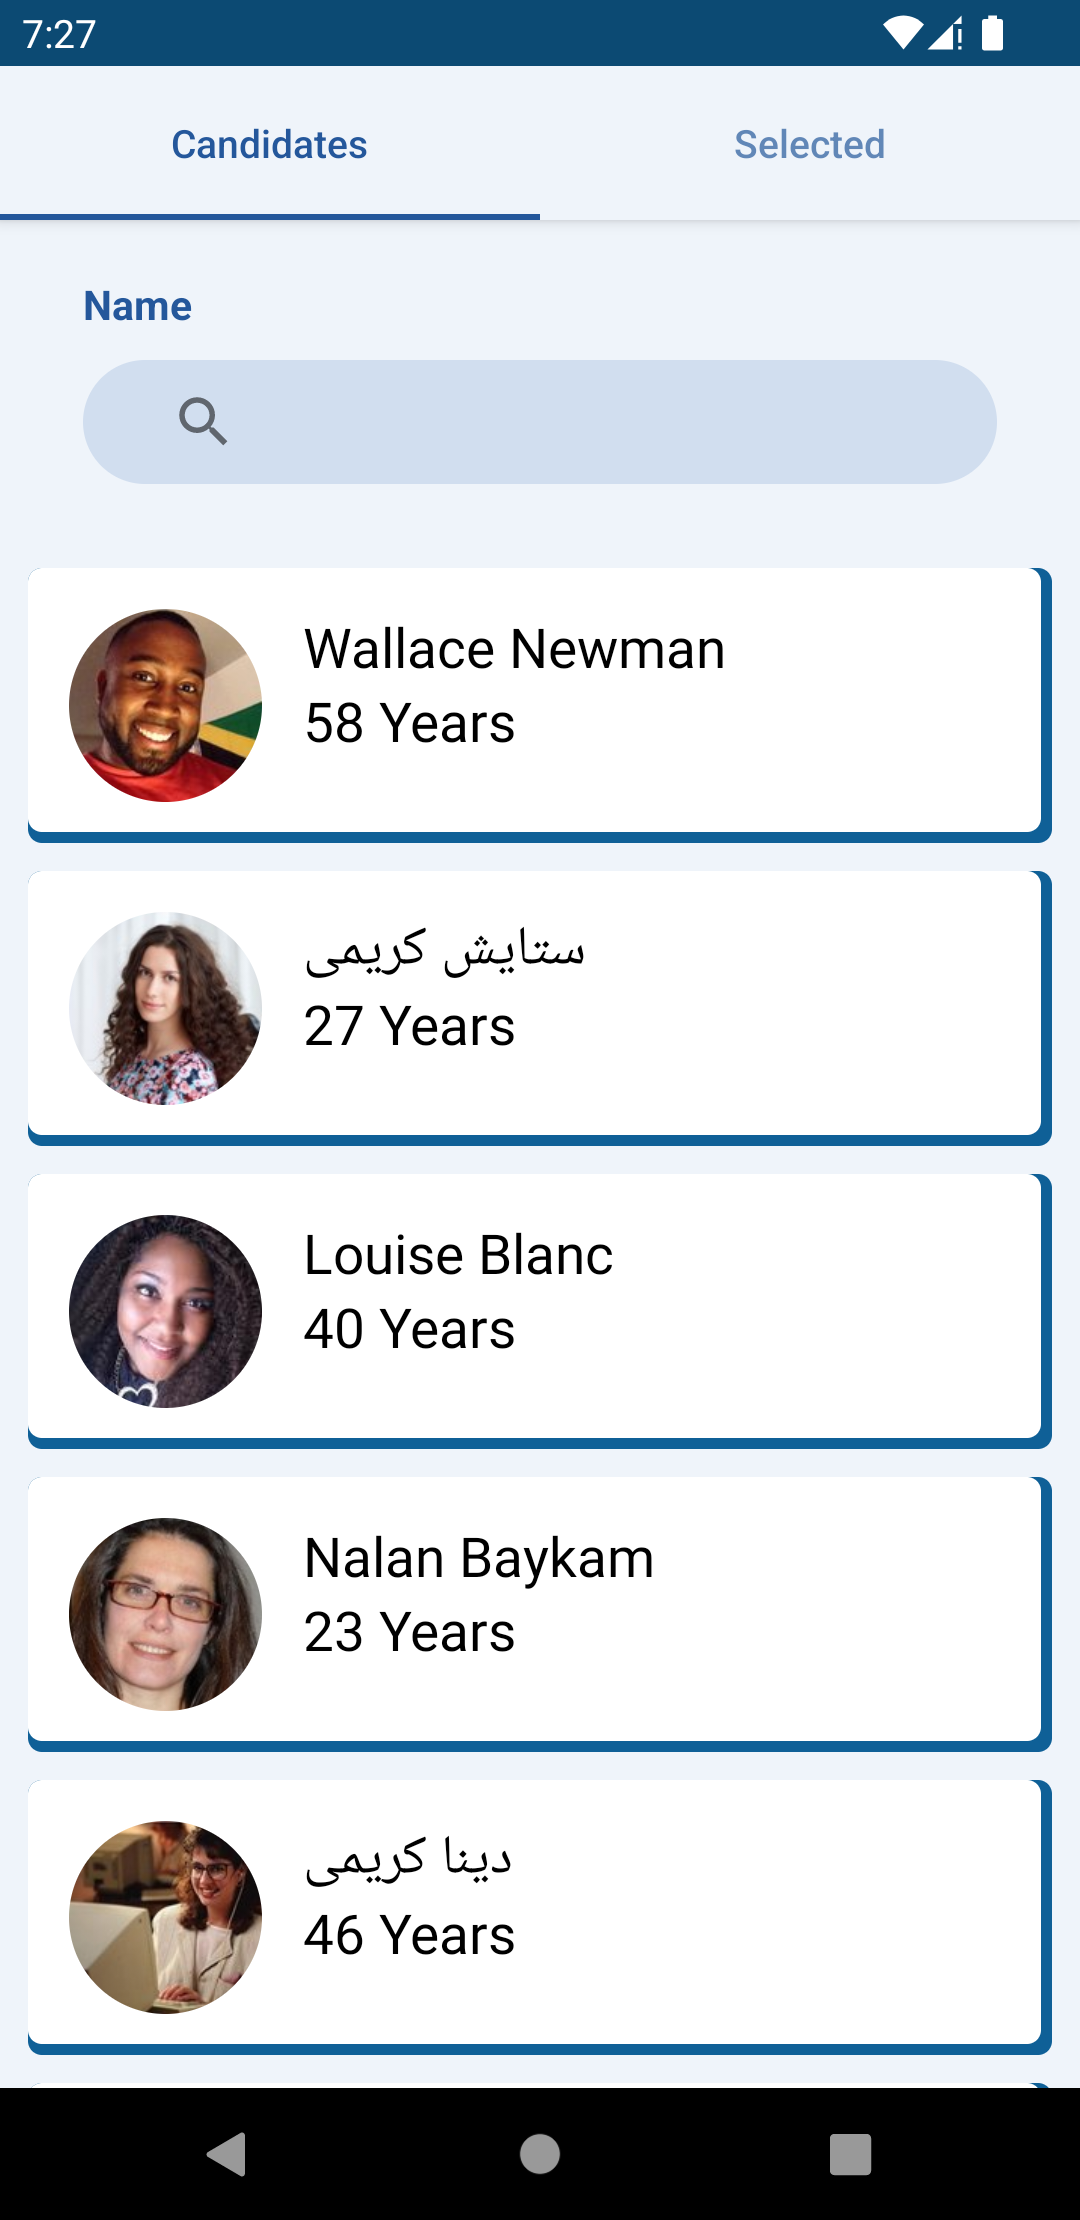 7:27
Candidates
Selected
Name
Wallace Newman
58 Years
ستایش کریمی
27 Years
Louise Blanc
40 Years
Nalan Baykam
23 Years
دینا کریمی
46 Years